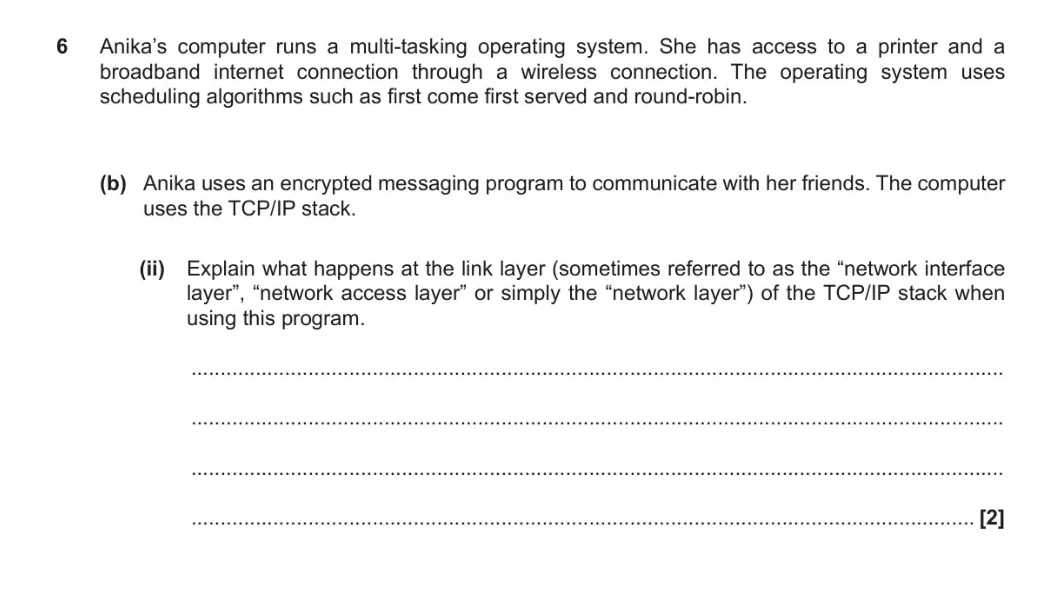 6 Anika’s computer runs a multi-tasking operating system. She has access to a printer and a
broadband internet connection through a wireless connection. The operating system uses
scheduling algorithms such as first come first served and round-robin.
(b) Anika uses an encrypted messaging program to communicate with her friends. The computer
uses the TCP/IP stack.
(ii) Explain what happens at the link layer (sometimes referred to as the “network interface
layer”, “network access layer” or simply the “network layer”) of the TCP/IP stack when
using this program.
[2]